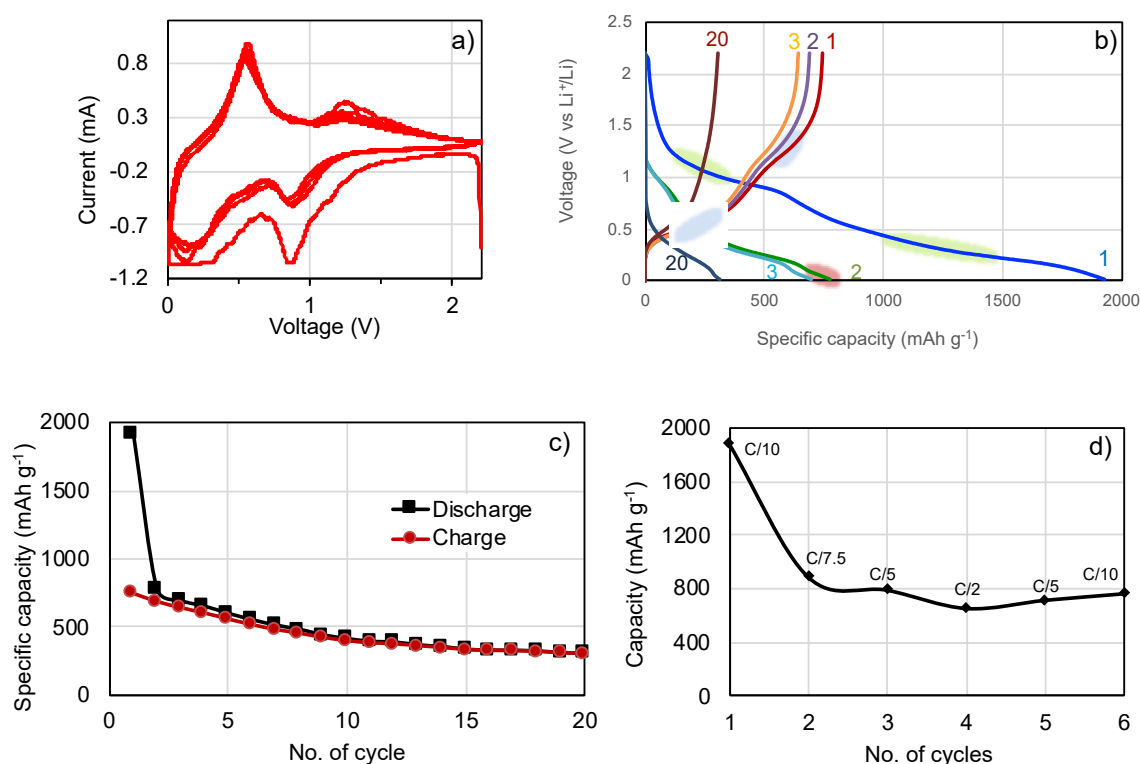 a)
0.8
0.3
-0.2
-0.7
-1.2
0
1
2
Current (mA)
Voltage (V)
b)
2.5
2
1.5
1
0.5
0
0
500
1000
1500
2000
20
3
2
1
20
3
2
1
Voltage (V vs Li⁺/Li)
Specific capacity (mAh g⁻¹)
c)
2000
1500
1000
500
0
0
5
10
15
20
Discharge
Charge
Specific capacity (mAh g⁻¹)
No. of cycle
d)
2000
1600
1200
800
400
0
1
2
3
4
5
6
C/10
C/7.5
C/5
C/2
C/5
C/10
Capacity (mAh g⁻¹)
No. of cycles